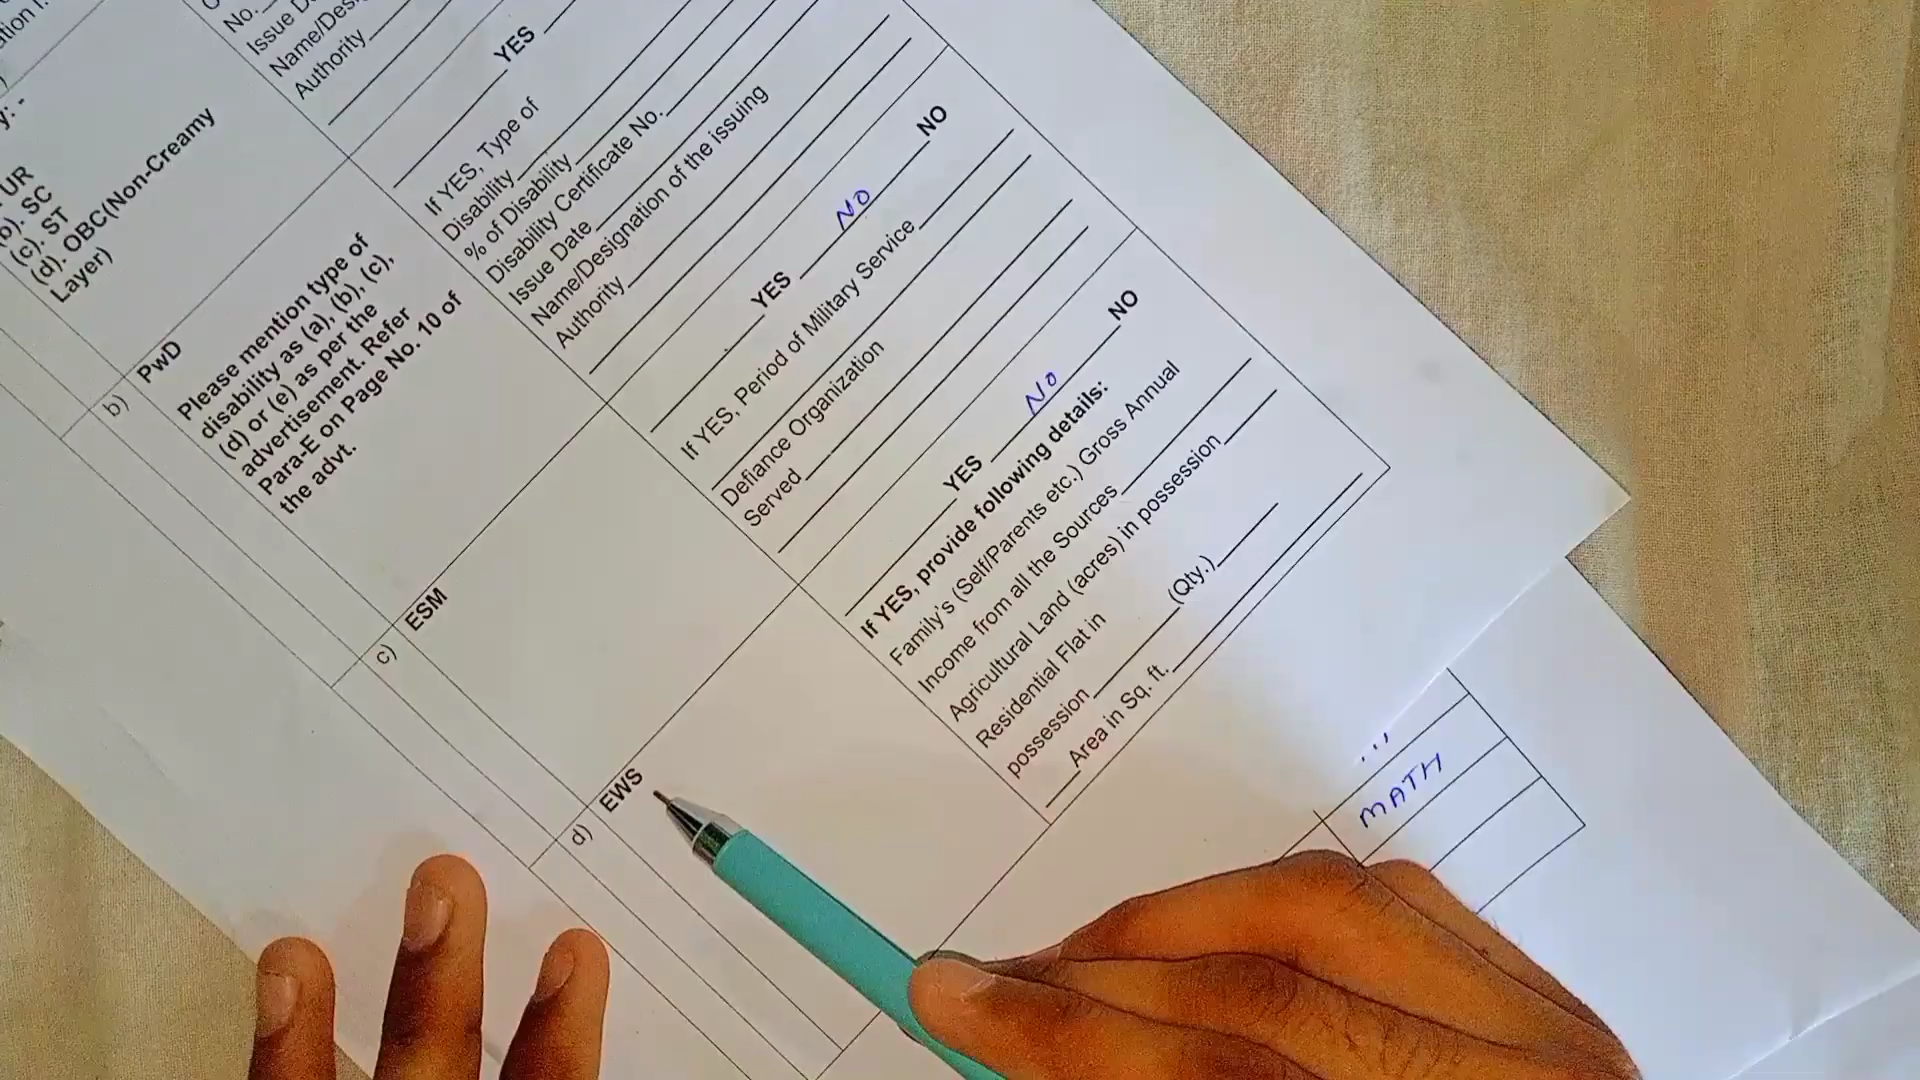 No.
Issue Da
Name/Desi
Authority
y: -
UR
(b). SC
(c). ST
(d). OBC(Non-Creamy
Layer)
b)
PwD
Please mention type of
disability as (a), (b), (c),
(d) or (e) as per the
advertisement. Refer
Para-E on Page No. 10 of
the advt.
YES
If YES, Type of
Disability
% of Disability
Disability Certificate No.
Issue Date
Name/Designation of the issuing
Authority
c)
ESM
YES NO NO
If YES, Period of Military Service
Defiance Organization
Served
d)
EWS
YES NO NO
If YES, provide following details:
Family's (Self/Parents etc.) Gross Annual
Income from all the Sources
Agricultural Land (acres) in possession
Residential Flat in
possession (Qty.)
Area in Sq. ft.
MATH